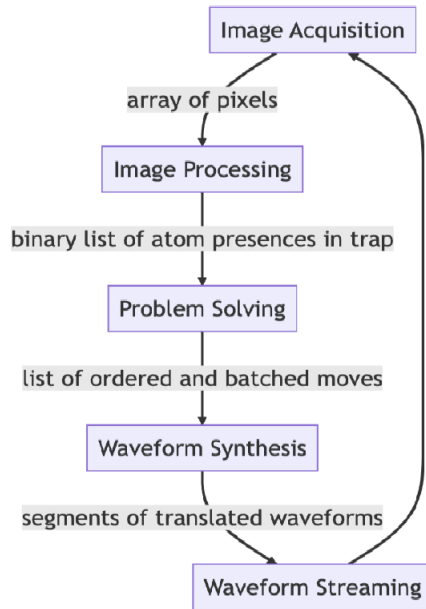 Image Acquisition
array of pixels
Image Processing
binary list of atom presences in trap
Problem Solving
list of ordered and batched moves
Waveform Synthesis
segments of translated waveforms
Waveform Streaming